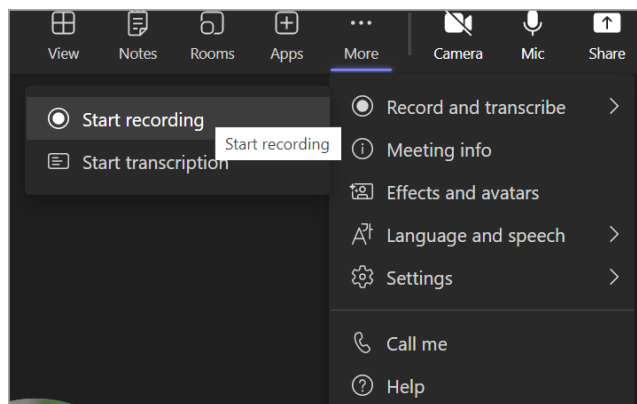 View Notes Rooms Apps More Camera Mic Share
Start recording
Start recording
Start transcription
Record and transcribe
Meeting info
Effects and avatars
Language and speech
Settings
Call me
Help